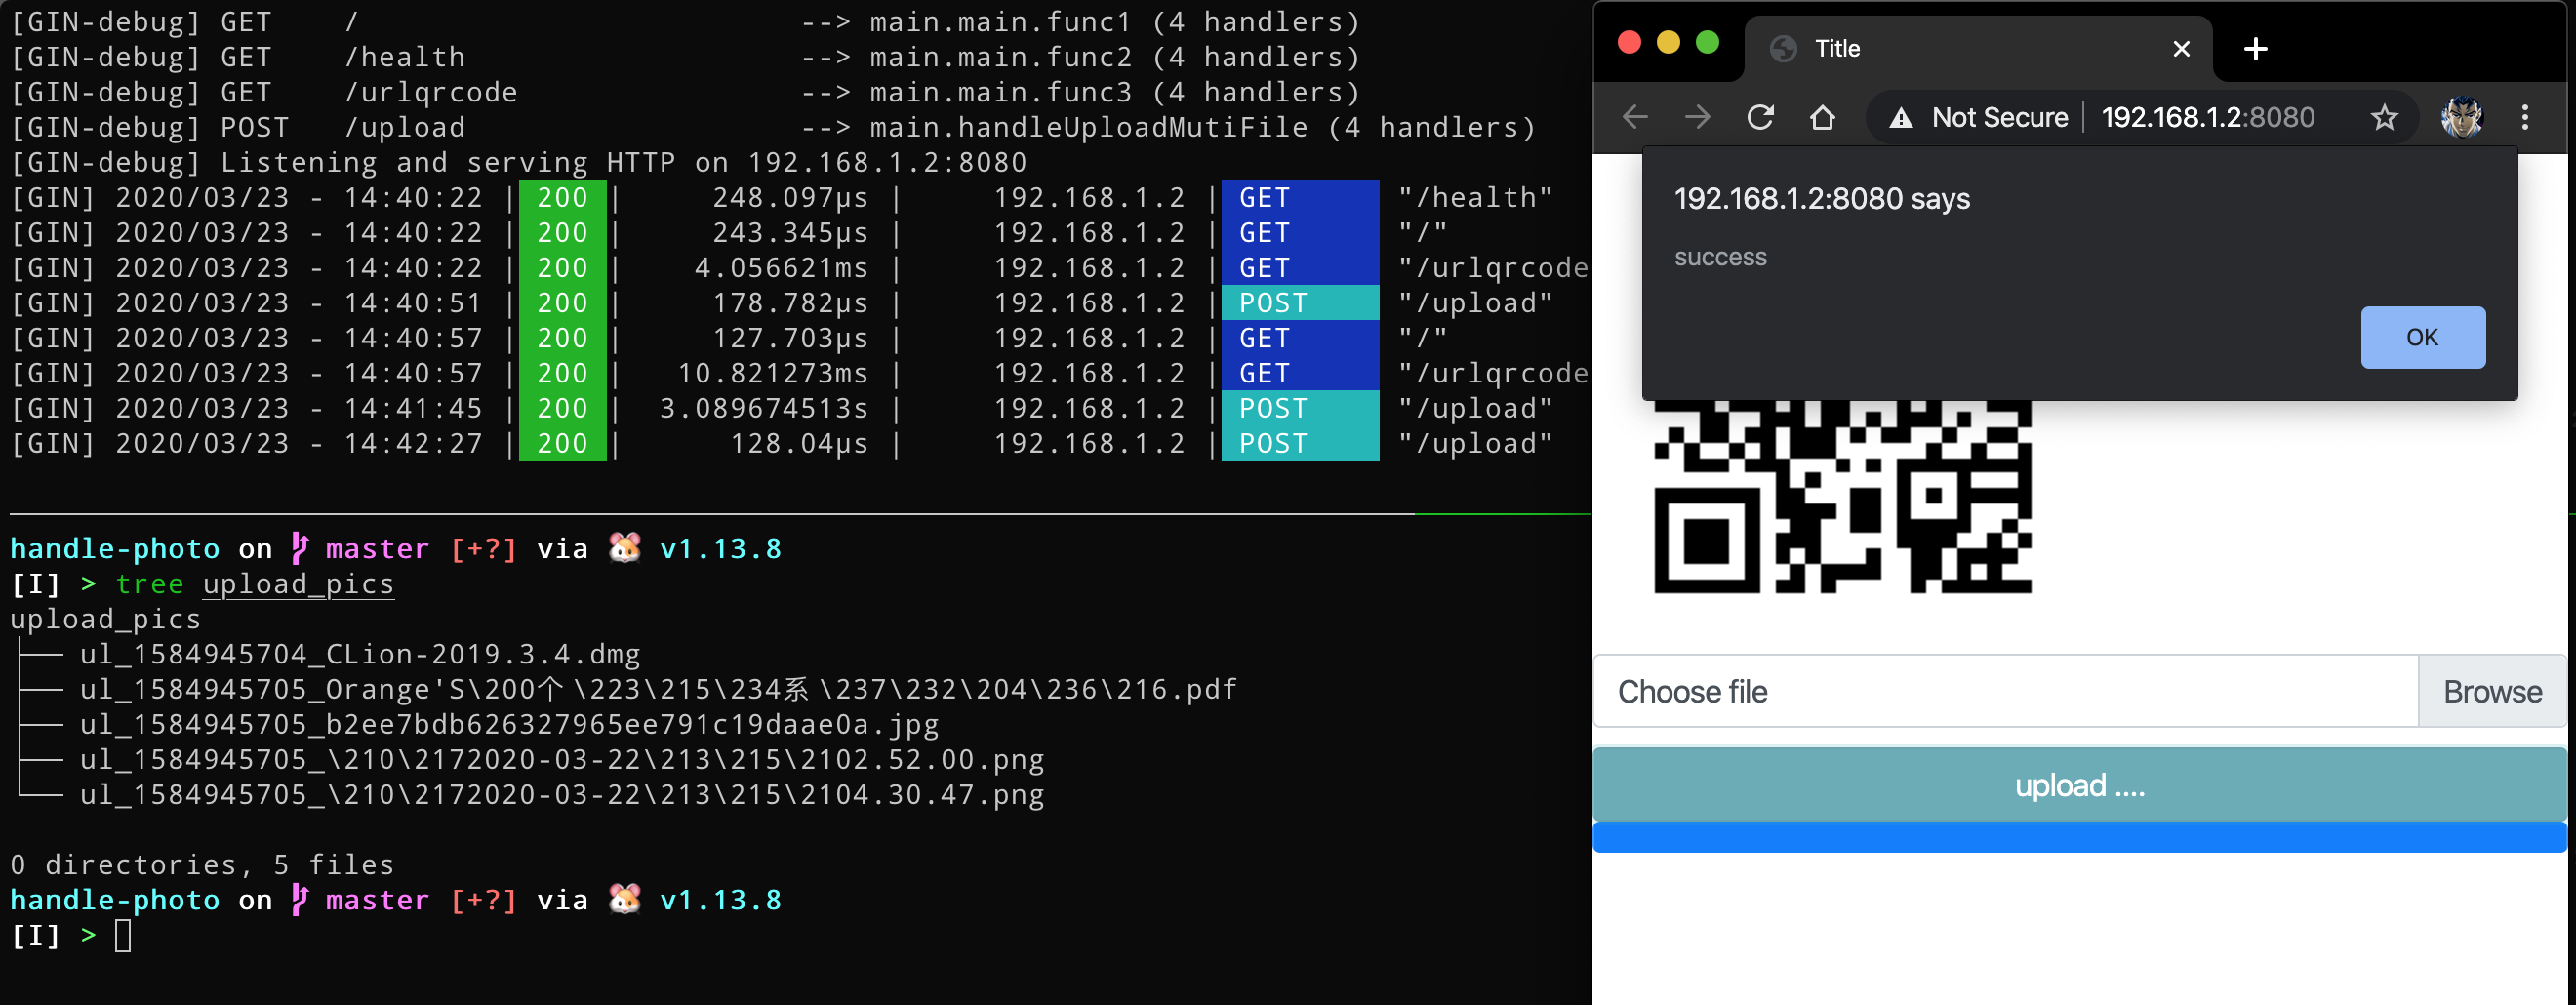 [GIN-debug] GET    /                          --> main.main.func1 (4 handlers)
[GIN-debug] GET    /health                    --> main.main.func2 (4 handlers)
[GIN-debug] GET    /urlqrcode                 --> main.main.func3 (4 handlers)
[GIN-debug] POST   /upload                    --> main.handleUploadMutiFile (4 handlers)
[GIN-debug] Listening and serving HTTP on 192.168.1.2:8080
[GIN] 2020/03/23 - 14:40:22 | 200 |     248.097µs |     192.168.1.2 | GET      "/health"
[GIN] 2020/03/23 - 14:40:22 | 200 |     243.345µs |     192.168.1.2 | GET      "/"
[GIN] 2020/03/23 - 14:40:22 | 200 |    4.056621ms |     192.168.1.2 | GET      "/urlqrcode
[GIN] 2020/03/23 - 14:40:51 | 200 |     178.782µs |     192.168.1.2 | POST     "/upload"
[GIN] 2020/03/23 - 14:40:57 | 200 |     127.703µs |     192.168.1.2 | GET      "/"
[GIN] 2020/03/23 - 14:40:57 | 200 |   10.821273ms |     192.168.1.2 | GET      "/urlqrcode
[GIN] 2020/03/23 - 14:41:45 | 200 |  3.089674513s |     192.168.1.2 | POST     "/upload"
[GIN] 2020/03/23 - 14:42:27 | 200 |      128.04µs |     192.168.1.2 | POST     "/upload"
handle-photo on master [+?] via 🐹 v1.13.8
[I] > tree upload_pics
upload_pics
├── ul_1584945704_CLion-2019.3.4.dmg
├── ul_1584945705_Orange'S\200个\223\215\234系\237\232\204\236\216.pdf
├── ul_1584945705_b2ee7bdb626327965ee791c19daae0a.jpg
├── ul_1584945705_\210\2172020-03-22\213\215\2102.52.00.png
└── ul_1584945705_\210\2172020-03-22\213\215\2104.30.47.png
0 directories, 5 files
handle-photo on master [+?] via 🐹 v1.13.8
[I] >
Title
Not Secure | 192.168.1.2:8080
192.168.1.2:8080 says
success
OK
Choose file
Browse
upload ....